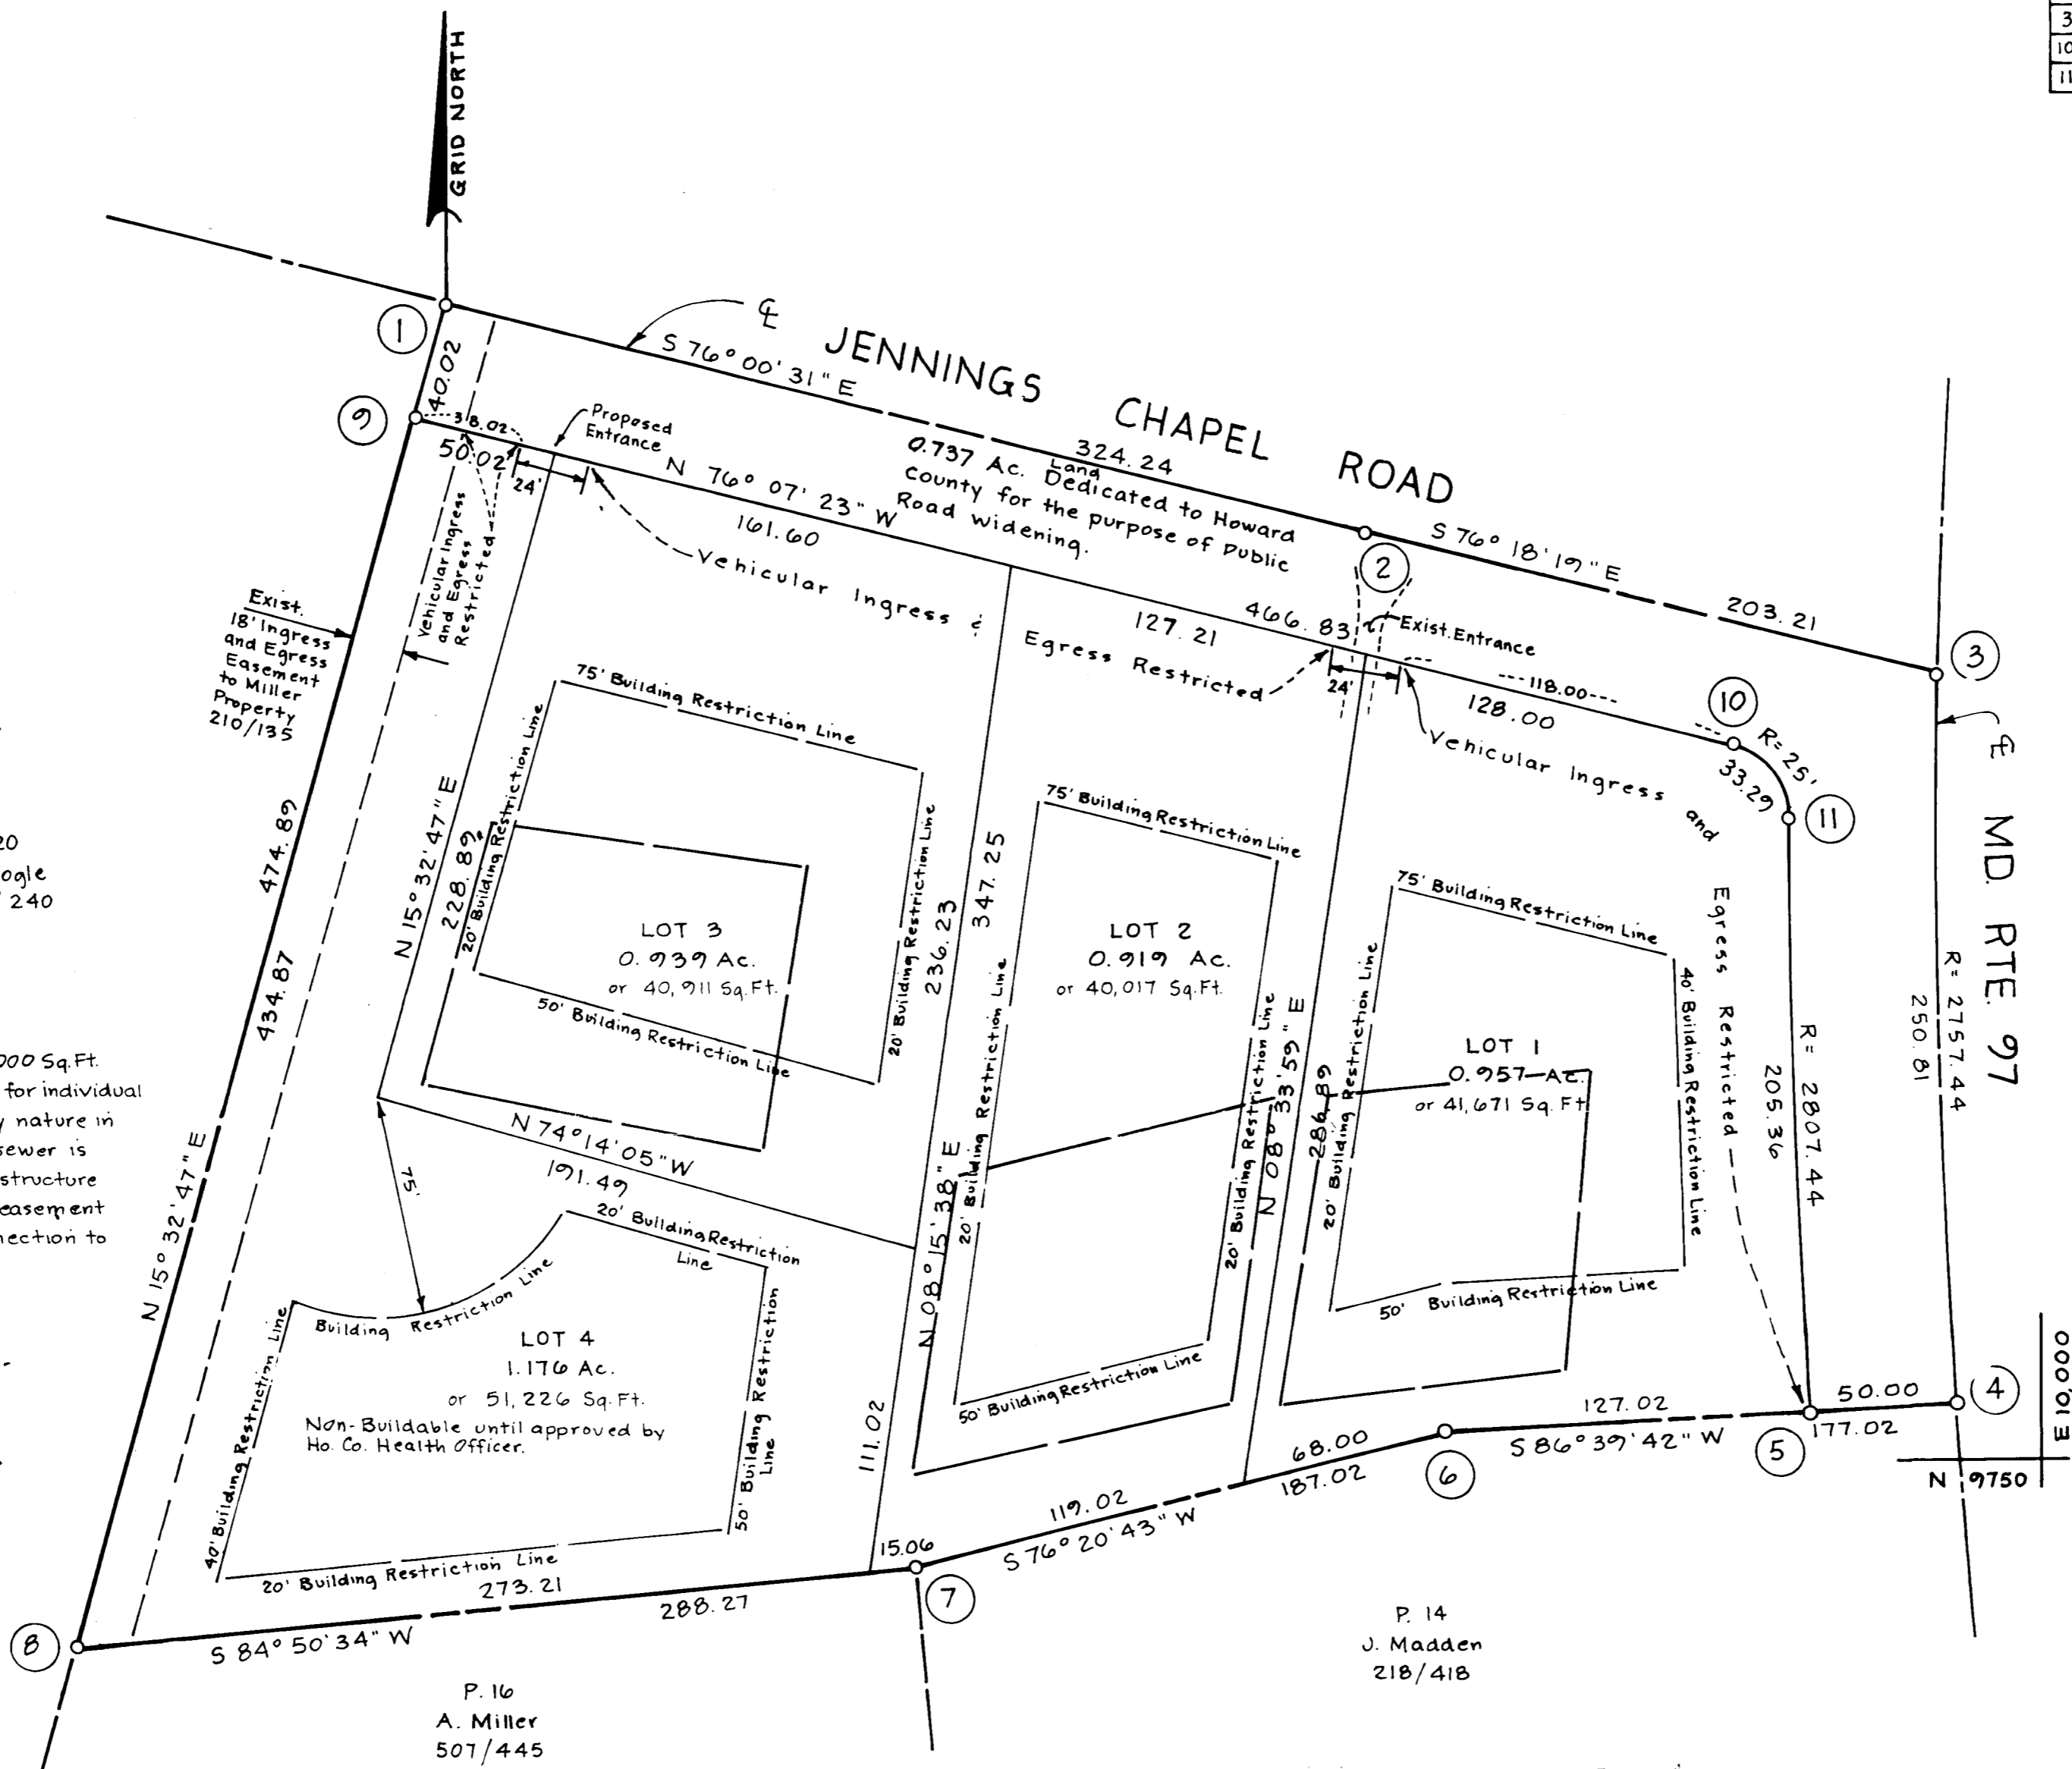 3
10
11
GRID NORTH
1
40.02
9
38.02
50.02
24'
Proposed
Entrance
℄
JENNINGS CHAPEL ROAD
S 76° 00' 31" E
324.24
0.737 Ac. Land Dedicated to Howard
County for the purpose of Public
Road widening.
2
S 76° 18' 19" E
203.21
3
N 76° 07' 23" W
466.83
161.60
127.21
Exist. Entrance
24'
118.00
128.00
10
R= 25'
33.29
11
Vehicular Ingress &
Egress Restricted
Vehicular Ingress and
Egress Restricted
Vehicular Ingress
and Egress
Restricted
Exist.
18' Ingress
and Egress
Easement
to Miller
Property
210/135
℄ MD. RTE. 97
R= 2757.44
250.81
R= 2807.44
205.36
474.89
434.87
N 15° 32' 47" E
N 15° 32' 47" E
228.89
75' Building Restriction Line
20' Building Restriction Line
20' Building Restriction Line
50' Building Restriction Line
LOT 3
0.939 Ac.
or 40,911 Sq.Ft.
236.23
347.25
N 08° 15' 38" E
111.02
75' Building Restriction Line
20' Building Restriction Line
20' Building Restriction Line
50' Building Restriction Line
LOT 2
0.919 Ac.
or 40,017 Sq.Ft.
N 08° 33' 59" E
286.89
75' Building Restriction Line
20' Building Restriction Line
40' Building Restriction Line
50' Building Restriction Line
LOT 1
0.957 Ac.
or 41,671 Sq. Ft
20
ogle
240
000 Sq.Ft.
for individual
y nature in
sewer is
structure
easement
nection to
N 74° 14' 05" W
191.49
75'
20' Building Restriction
Line
Building Restriction Line
40' Building Restriction Line
50' Building Restriction
Line
20' Building Restriction Line
LOT 4
1.176 Ac.
or 51,226 Sq. Ft.
Non-Buildable until approved by
Ho. Co. Health Officer.
8
S 84° 50' 34" W
273.21
288.27
15.06
7
119.02
S 76° 20' 43" W
68.00
187.02
6
127.02
S 86° 39' 42" W
5
50.00
177.02
4
E 10,000
N 9750
P. 14
J. Madden
218/418
P. 16
A. Miller
507/445